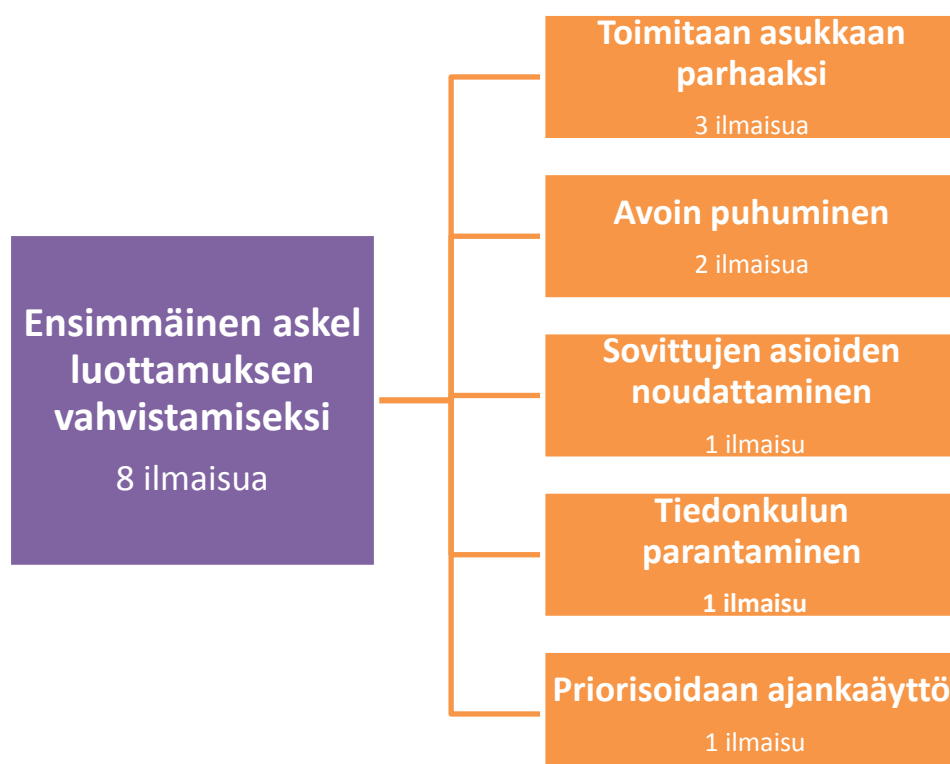 Ensimmäinen askel
luottamuksen
vahvistamiseksi
8 ilmaisua
Toimitaan asukkaan
parhaaksi
3 ilmaisua
Avoin puhuminen
2 ilmaisua
Sovittujen asioiden
noudattaminen
1 ilmaisu
Tiedonkulun
parantaminen
1 ilmaisu
Priorisoidaan ajankaäyttö
1 ilmaisu